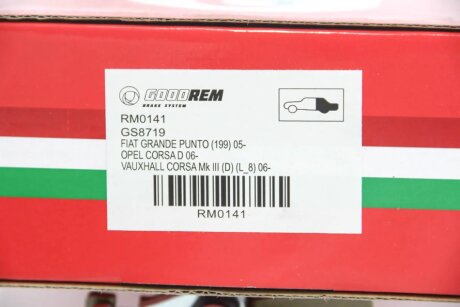 GOODREM
BRAKE SYSTEM
RM0141
GS8719
FIAT GRANDE PUNTO (199) 05-
OPEL CORSA D 06-
VAUXHALL CORSA Mk III (D) (L_8) 06-
RM0141